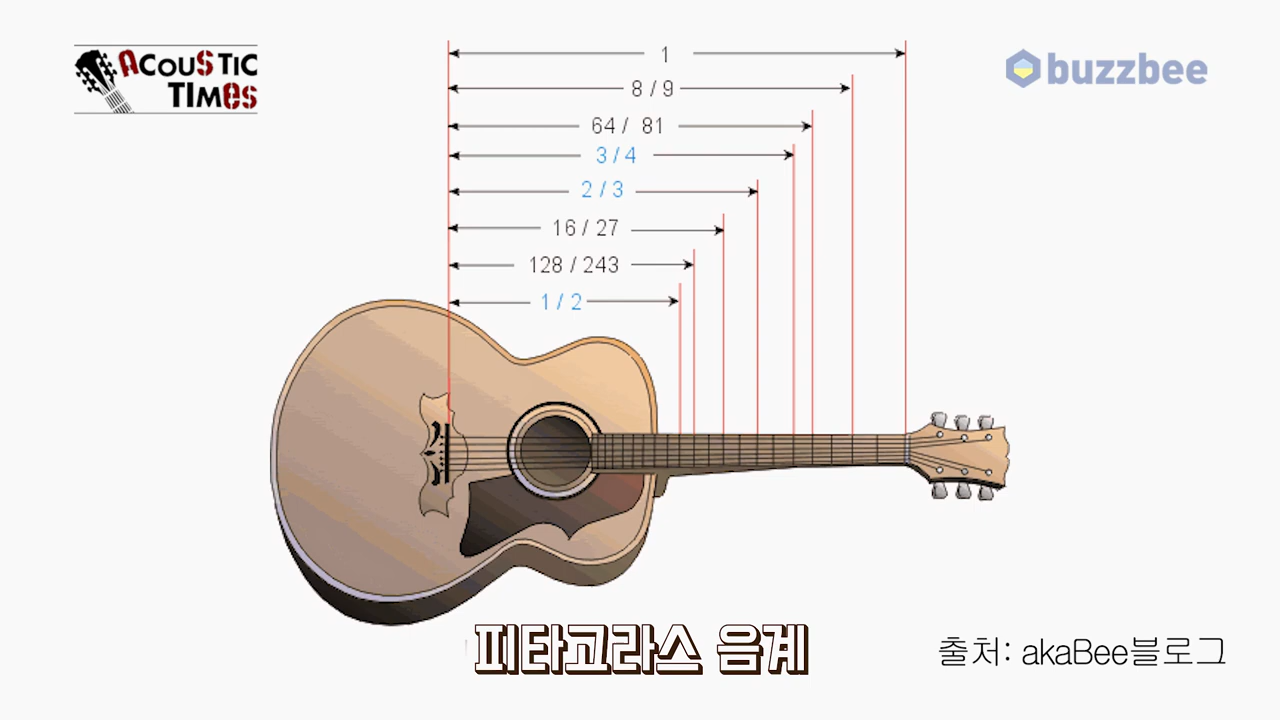 ACOUSTIC
TIMES
buzzbee
1
8 / 9
64 / 81
3 / 4
2 / 3
16 / 27
128 / 243
1 / 2
피타고라스 음계
출처: akaBee블로그